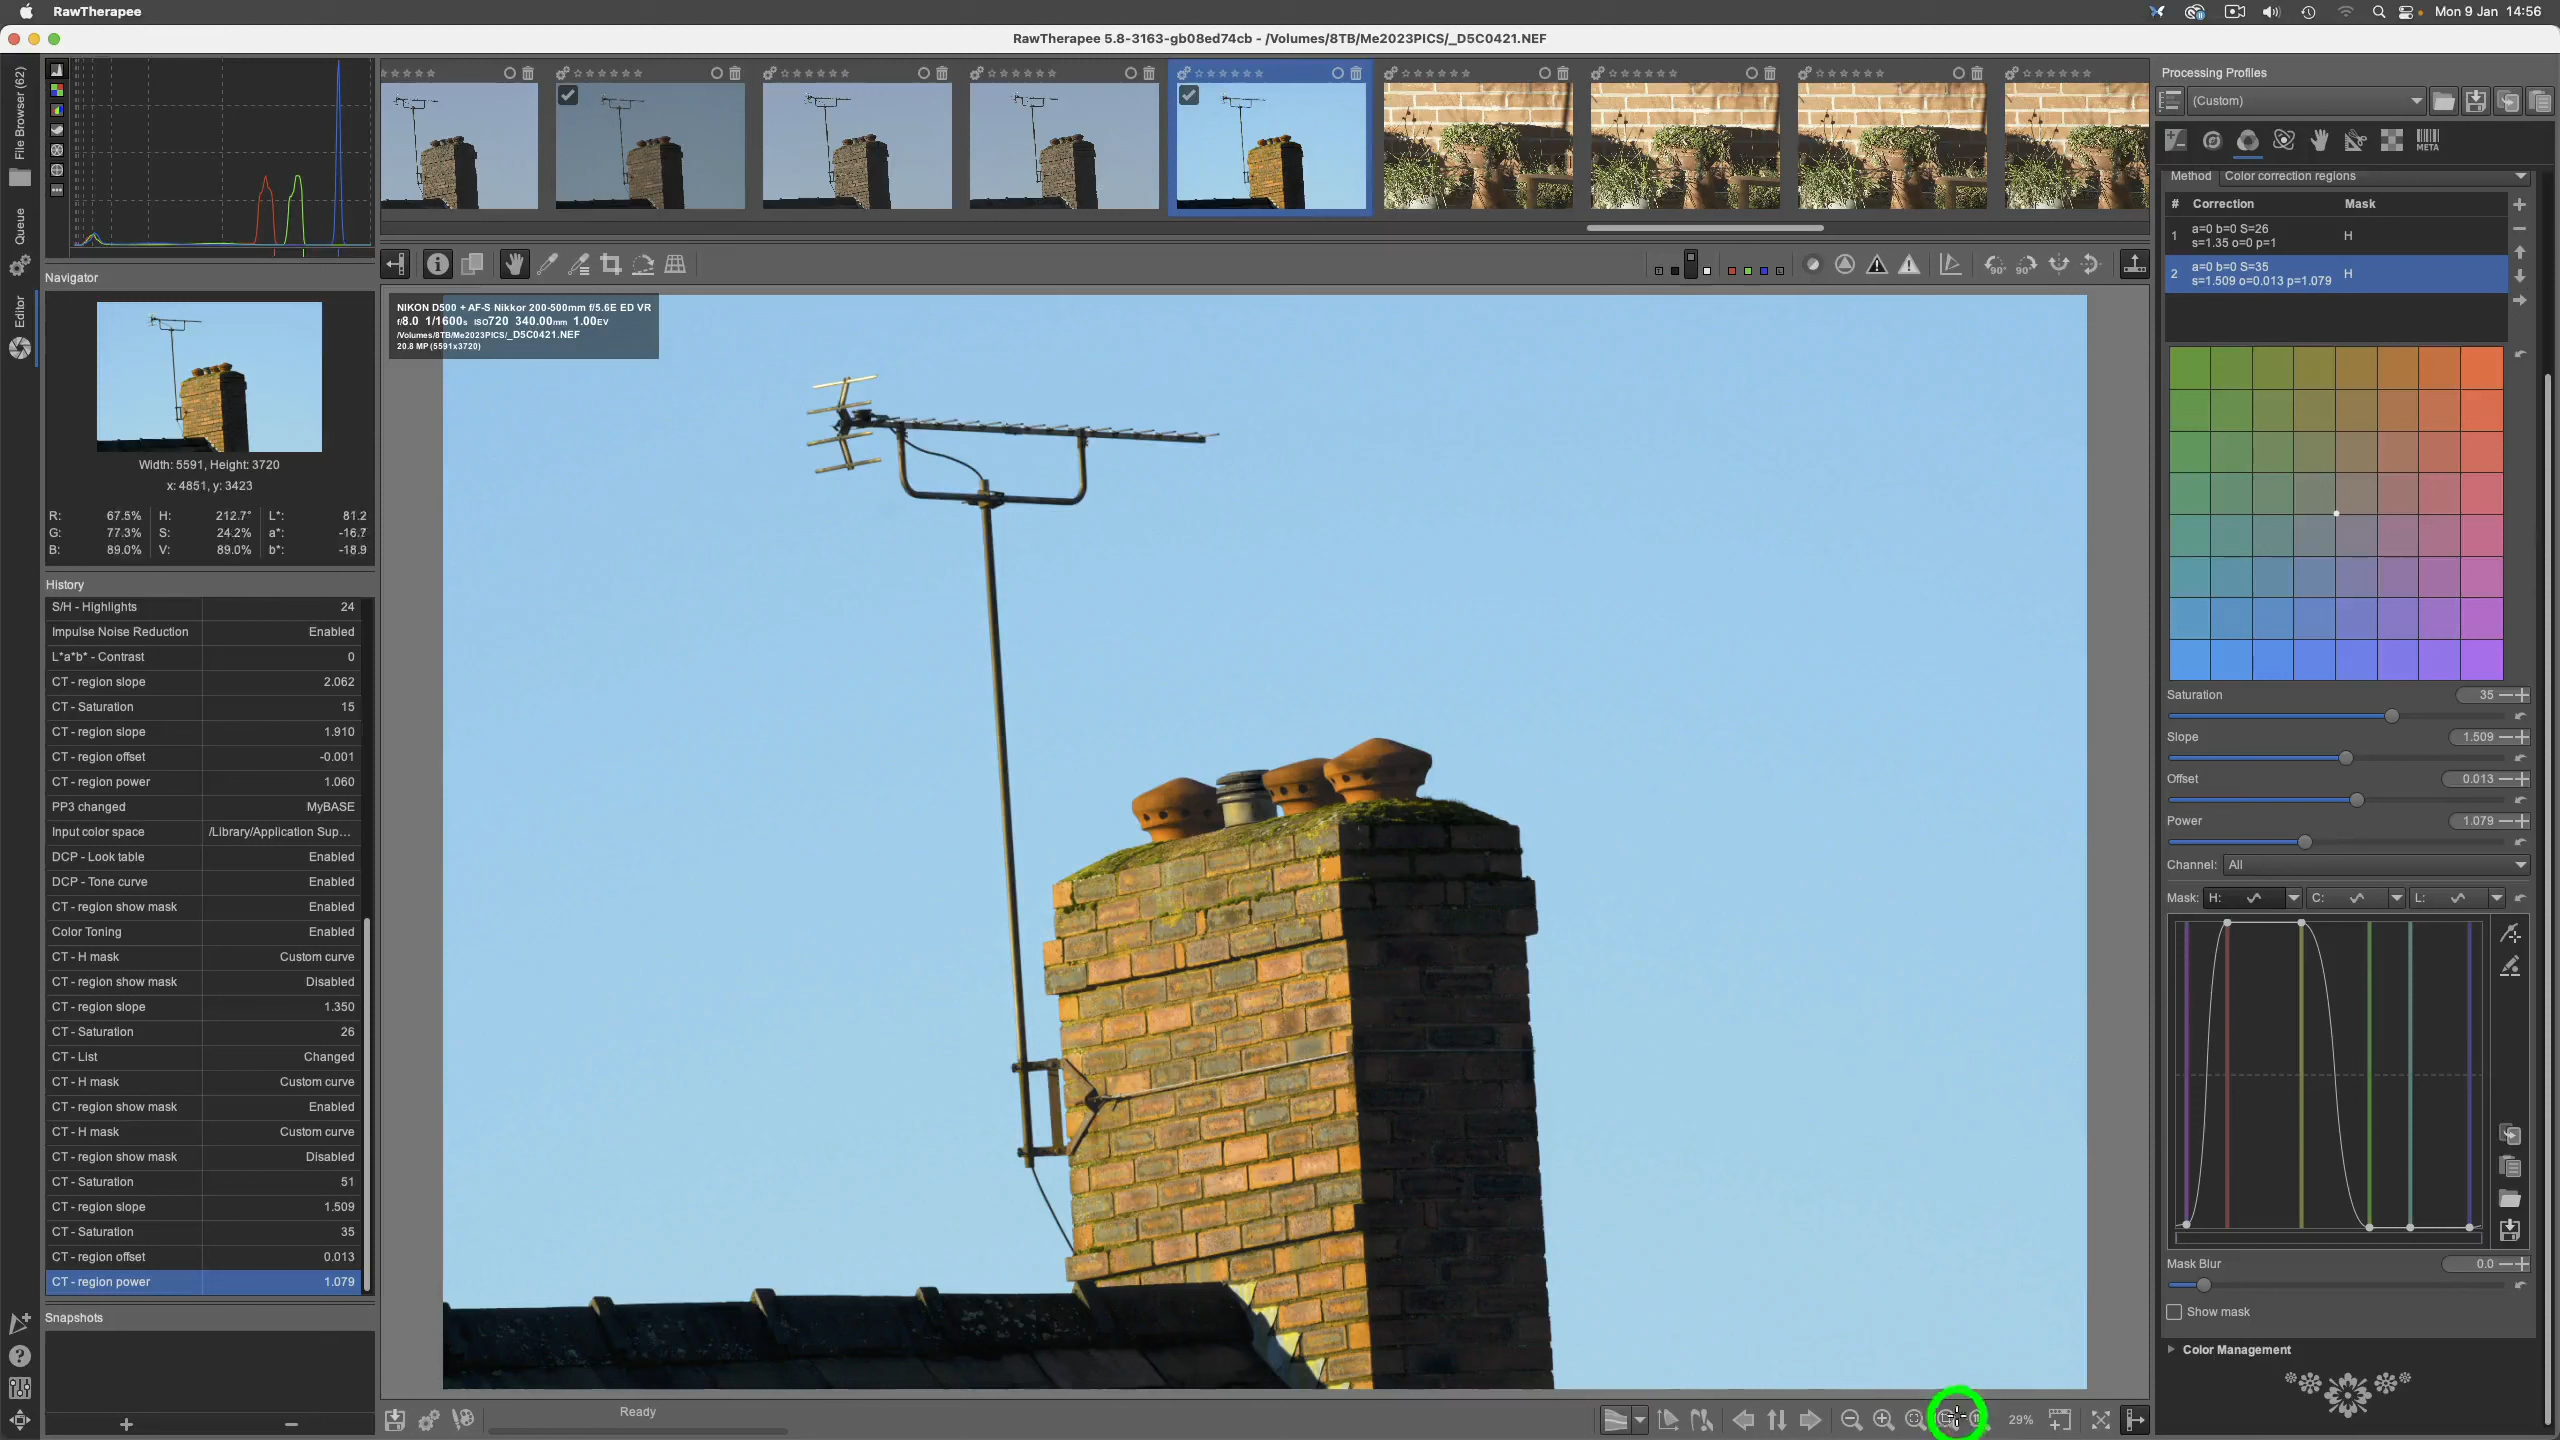 RawTherapee
Mon 9 Jan 14:56
RawTherapee 5.8-3163-gb08ed74cb - /Volumes/8TB/Me2023PICS/_D5C0421.NEF
File Browser (62)
Queue
Editor
Navigator
Width: 5591, Height: 3720
x: 4851, y: 3423
R: 67.5% H: 212.7° L*: 81.2
G: 77.3% S: 24.2% a*: -16.7
B: 89.0% V: 89.0% b*: -18.9
History
S/H - Highlights 24
Impulse Noise Reduction Enabled
L*a*b* - Contrast 0
CT - region slope 2.062
CT - Saturation 15
CT - region slope 1.910
CT - region offset -0.001
CT - region power 1.060
PP3 changed MyBASE
Input color space /Library/Application Sup...
DCP - Look table Enabled
DCP - Tone curve Enabled
CT - region show mask Enabled
Color Toning Enabled
CT - H mask Custom curve
CT - region show mask Disabled
CT - region slope 1.350
CT - Saturation 26
CT - List Changed
CT - H mask Custom curve
CT - region show mask Enabled
CT - H mask Custom curve
CT - region show mask Disabled
CT - Saturation 51
CT - region slope 1.509
CT - Saturation 35
CT - region offset 0.013
CT - region power 1.079
Snapshots
NIKON D500 + AF-S Nikkor 200-500mm f/5.6E ED VR
f/8.0 1/1600s ISO720 340.00mm 1.00EV
/Volumes/8TB/Me2023PICS/_D5C0421.NEF
20.8 MP (5591x3720)
90° 90°
Ready
29%
Processing Profiles
(Custom)
META
Method Color correction regions
# Correction Mask
1 a=0 b=0 S=26 H
s=1.35 o=0 p=1
2 a=0 b=0 S=35 H
s=1.509 o=0.013 p=1.079
Saturation 35
Slope 1.509
Offset 0.013
Power 1.079
Channel: All
Mask: H: C: L:
Mask Blur 0.0
Show mask
Color Management